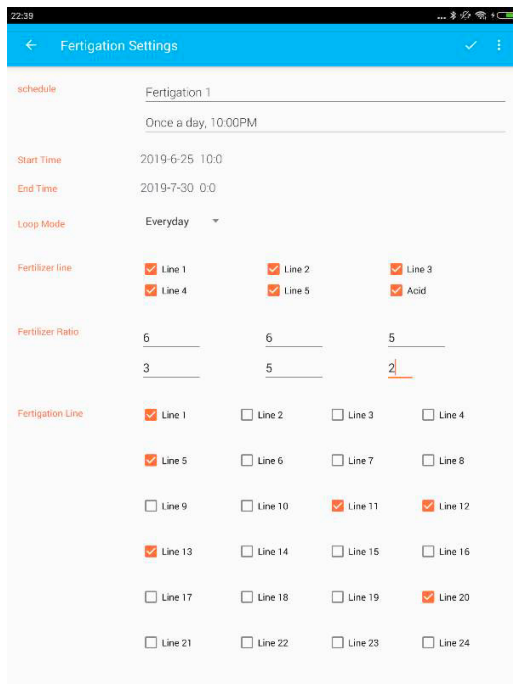 22:39
Fertigation Settings
schedule
Fertigation 1
Once a day, 10:00PM
Start Time 2019-6-25 10:0
End Time 2019-7-30 0:0
Loop Mode Everyday
Fertilizer line Line 1 Line 2 Line 3
Line 4 Line 5 Acid
Fertilizer Ratio 6 6 5
3 5 2
Fertigation Line Line 1 Line 2 Line 3 Line 4
Line 5 Line 6 Line 7 Line 8
Line 9 Line 10 Line 11 Line 12
Line 13 Line 14 Line 15 Line 16
Line 17 Line 18 Line 19 Line 20
Line 21 Line 22 Line 23 Line 24